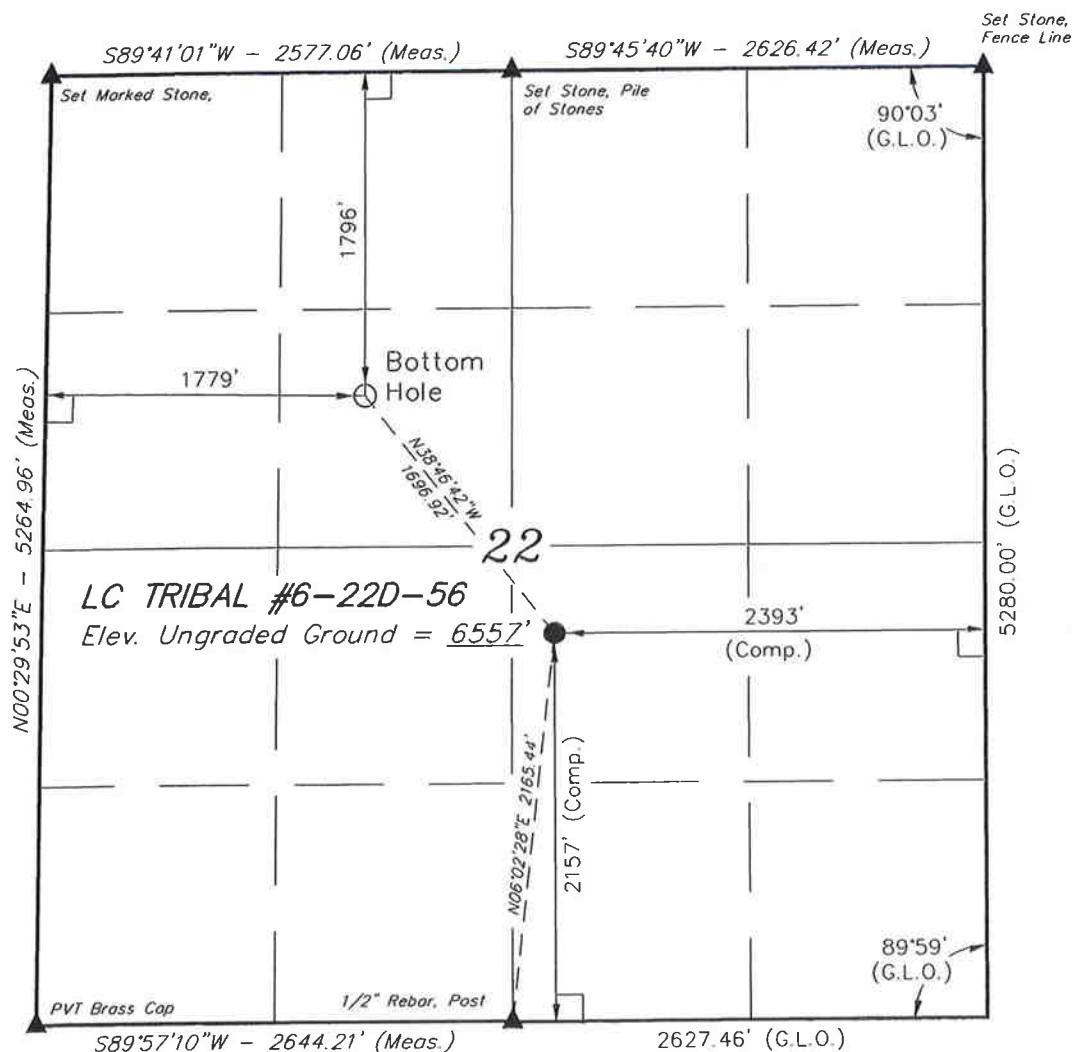 Set Stone,
Fence Line
S89°41'01"W - 2577.06' (Meas.)
S89°45'40"W - 2626.42' (Meas.)
Set Marked Stone,
Set Stone, Pile
of Stones
90°03'
(G.L.O.)
1796'
Bottom
Hole
1779'
N00°29'53"E - 5264.96' (Meas.)
N38°46'42"W
1696.92'
5280.00' (G.L.O.)
22
LC TRIBAL #6-22D-56
Elev. Ungraded Ground = 6557'
2393'
(Comp.)
N06°02'28"E 2165.44'
2157' (Comp.)
89°59'
(G.L.O.)
PVT Brass Cap
1/2" Rebar, Post
S89°57'10"W - 2644.21' (Meas.)
2627.46' (G.L.O.)